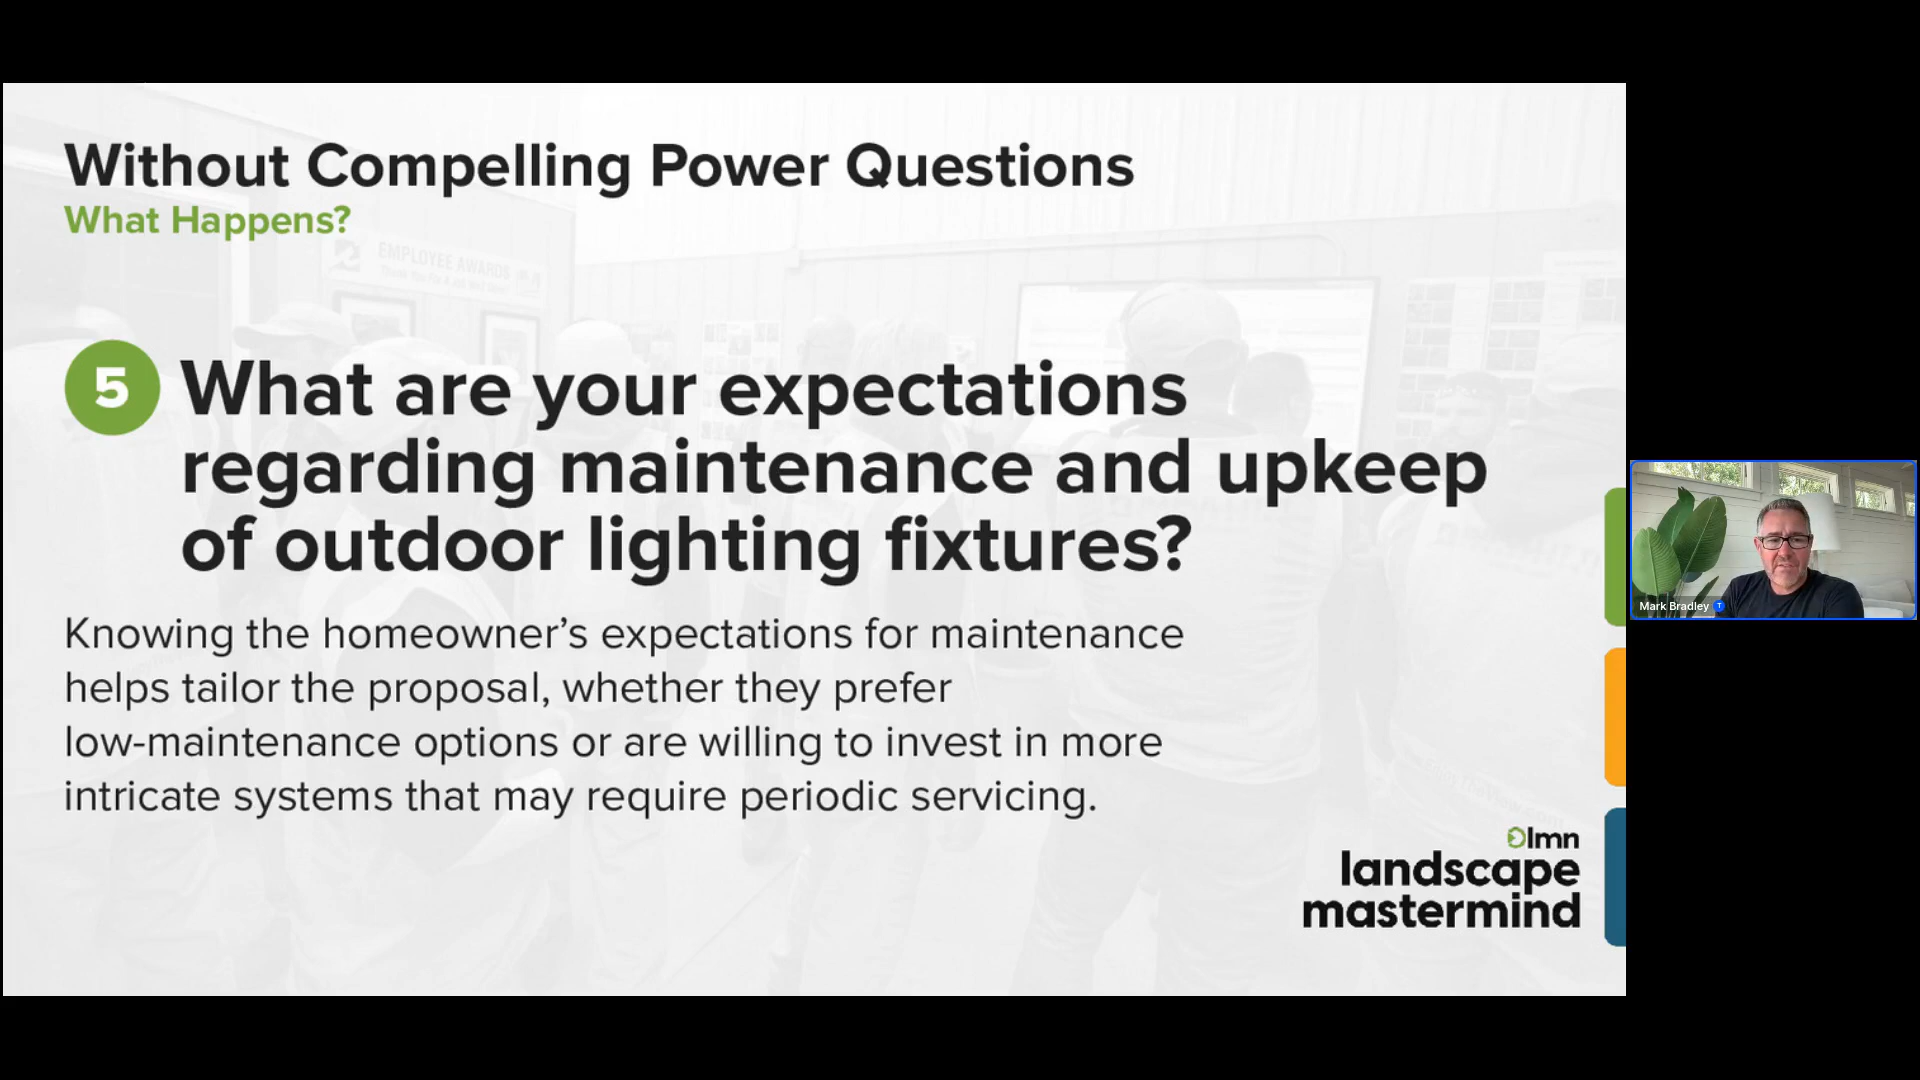 Without Compelling Power Questions
What Happens?
EMPLOYEE AWARDS
5
What are your expectations
regarding maintenance and upkeep
of outdoor lighting fixtures?
Knowing the homeowner’s expectations for maintenance
helps tailor the proposal, whether they prefer
low-maintenance options or are willing to invest in more
intricate systems that may require periodic servicing.
lmn
landscape
mastermind
Mark Bradley T